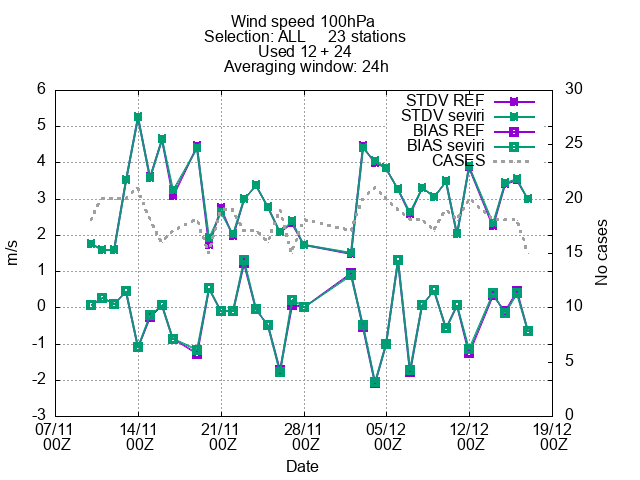 Wind speed 100hPa
Selection: ALL 23 stations
Used 12 + 24
Averaging window: 24h
6
5
4
3
2
1
0
-1
-2
-3
m/s
30
25
20
15
10
5
0
No cases
STDV REF
STDV seviri
BIAS REF
BIAS seviri
CASES
07/11 14/11 21/11 28/11 05/12 12/12 19/12
00Z 00Z 00Z 00Z 00Z 00Z 00Z
Date